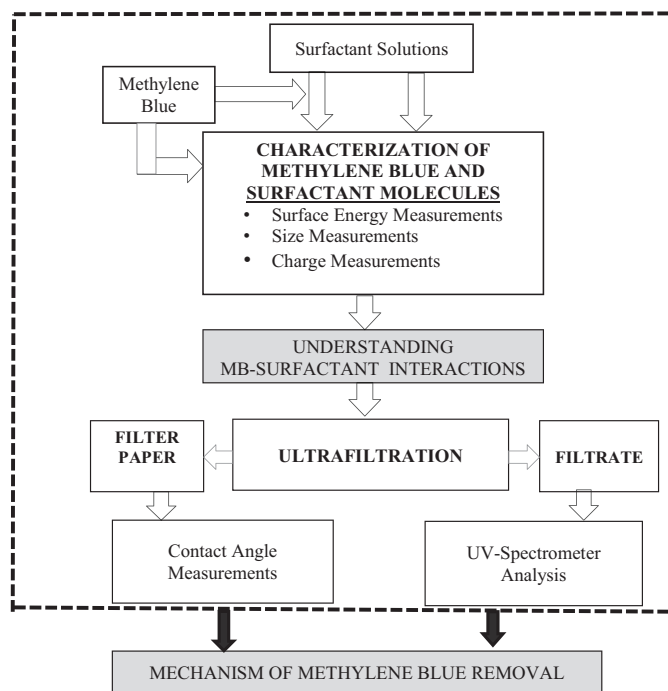 Surfactant Solutions
Methylene
Blue
CHARACTERIZATION OF
METHYLENE BLUE AND
SURFACTANT MOLECULES
• Surface Energy Measurements
• Size Measurements
• Charge Measurements
UNDERSTANDING
MB-SURFACTANT INTERACTIONS
FILTER
PAPER
ULTRAFILTRATION
FILTRATE
Contact Angle
Measurements
UV-Spectrometer
Analysis
MECHANISM OF METHYLENE BLUE REMOVAL